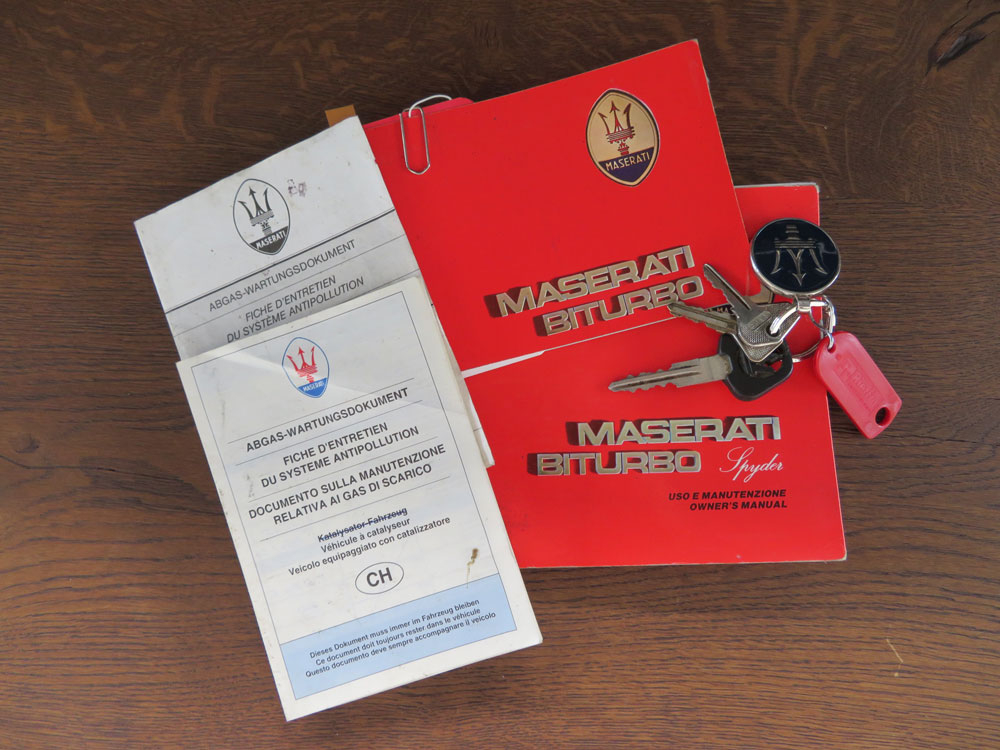 MASERATI
ABGAS-WARTUNGSDOKUMENT
FICHE D'ENTRETIEN
DU SYSTÈME ANTIPOLLUTION
MASERATI
ABGAS-WARTUNGSDOKUMENT
FICHE D'ENTRETIEN
DU SYSTEME ANTIPOLLUTION
DOCUMENTO SULLA MANUTENZIONE
RELATIVA AI GAS DI SCARICO
Katalysator-Fahrzeug
Véhicule à catalyseur
Veicolo equipaggiato con catalizzatore
CH
Dieses Dokument muss immer im Fahrzeug bleiben
Ce document doit toujours rester dans le véhicule
Questo documento deve sempre accompagnare il veicolo
MASERATI
MASERATI
BITURBO
MASERATI
BITURBO Spyder
USO E MANUTENZIONE
OWNER'S MANUAL